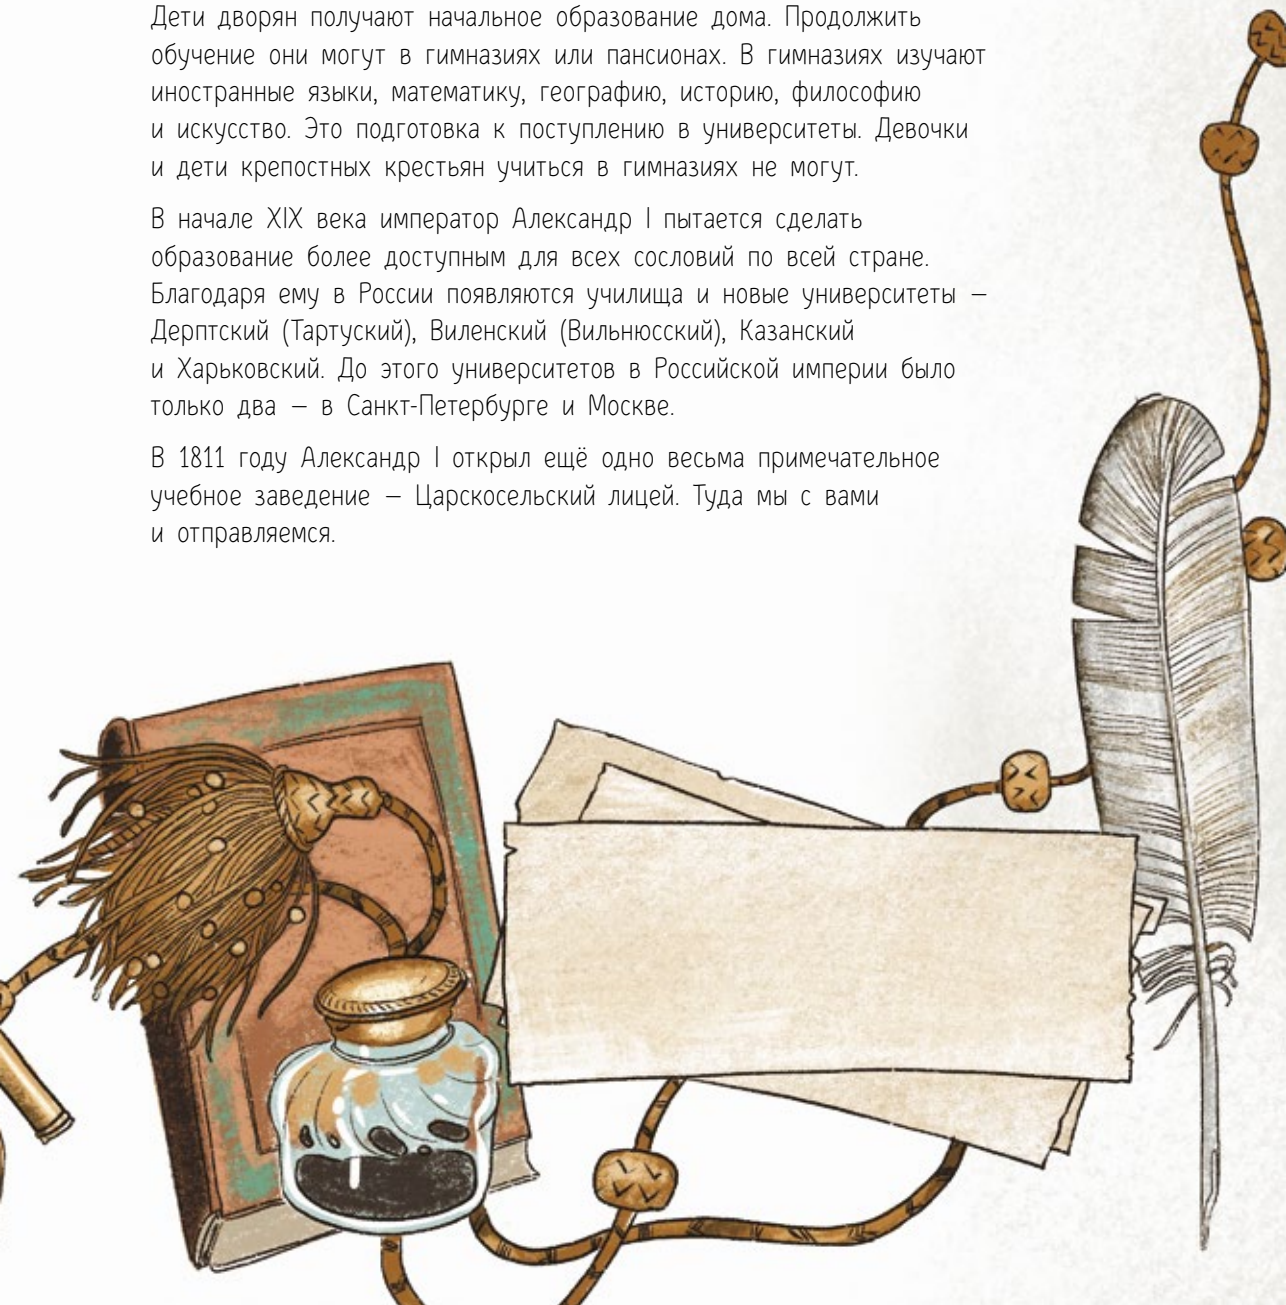 Дети дворян получают начальное образование дома. Продолжить
обучение они могут в гимназиях или пансионах. В гимназиях изучают
иностранные языки, математику, географию, историю, философию
и искусство. Это подготовка к поступлению в университеты. Девочки
и дети крепостных крестьян учиться в гимназиях не могут.
В начале XIX века император Александр I пытается сделать
образование более доступным для всех сословий по всей стране.
Благодаря ему в России появляются училища и новые университеты –
Дерптский (Тартуский), Виленский (Вильнюсский), Казанский
и Харьковский. До этого университетов в Российской империи было
только два – в Санкт-Петербурге и Москве.
В 1811 году Александр I открыл ещё одно весьма примечательное
учебное заведение – Царскосельский лицей. Туда мы с вами
и отправляемся.